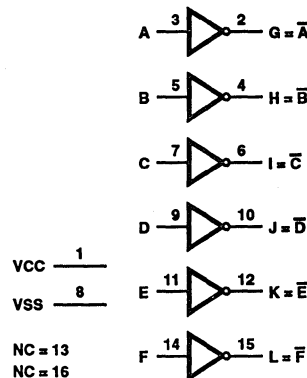 A 3 2 G = A̅
B 5 4 H = B̅
C 7 6 I = C̅
D 9 10 J = D̅
VCC 1
E 11 12 K = E̅
VSS 8
F 14 15 L = F̅
NC = 13
NC = 16